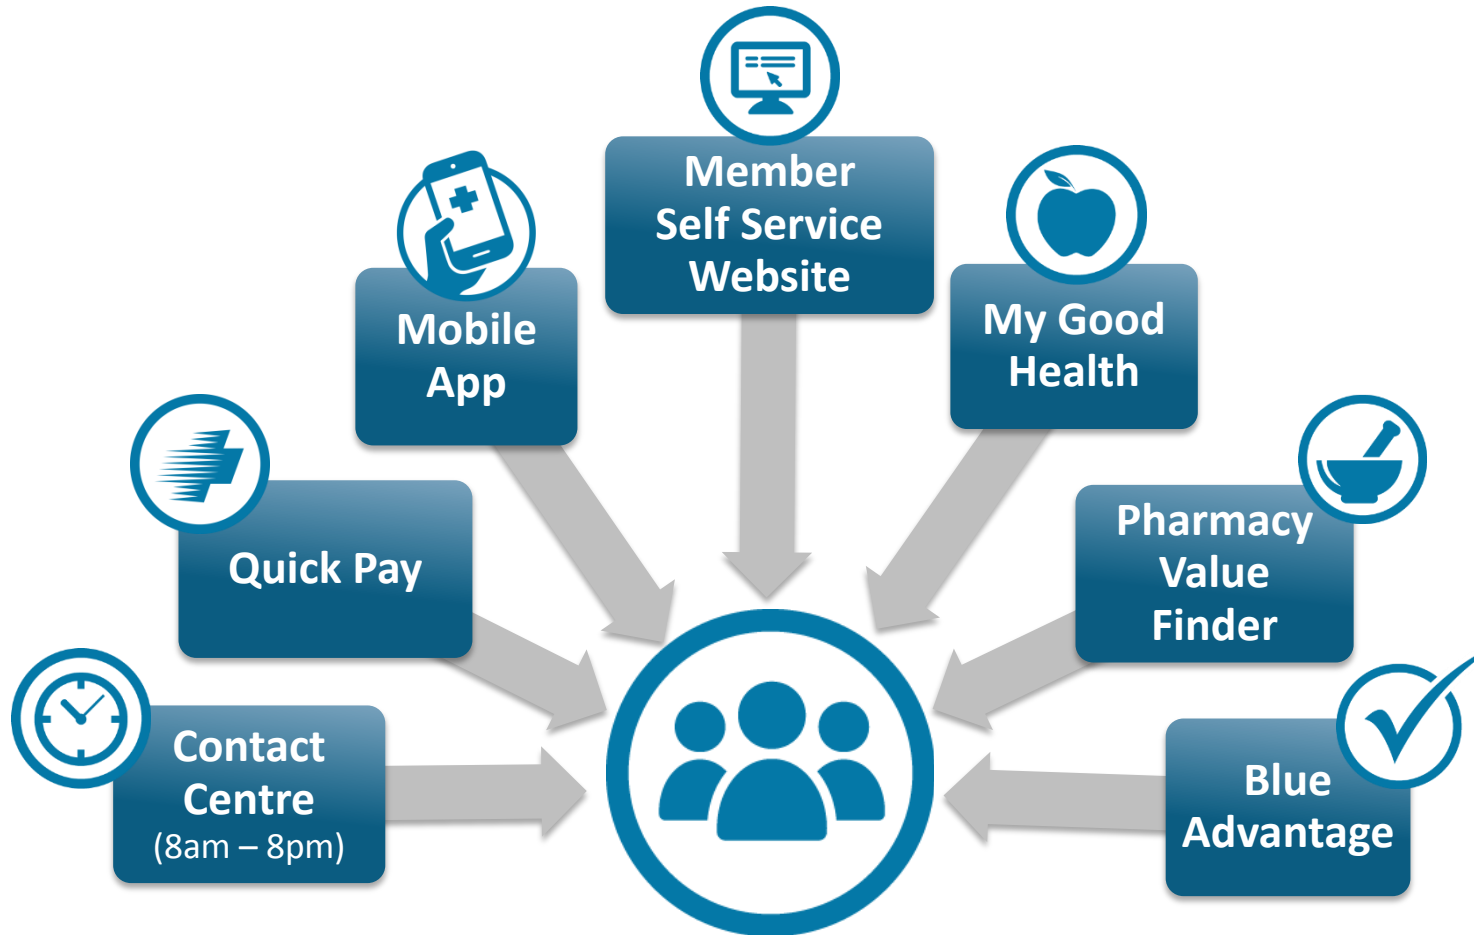 Member
Self Service
Website
Mobile
App
My Good
Health
Quick Pay
Pharmacy
Value
Finder
Contact
Centre
(8am – 8pm)
Blue
Advantage